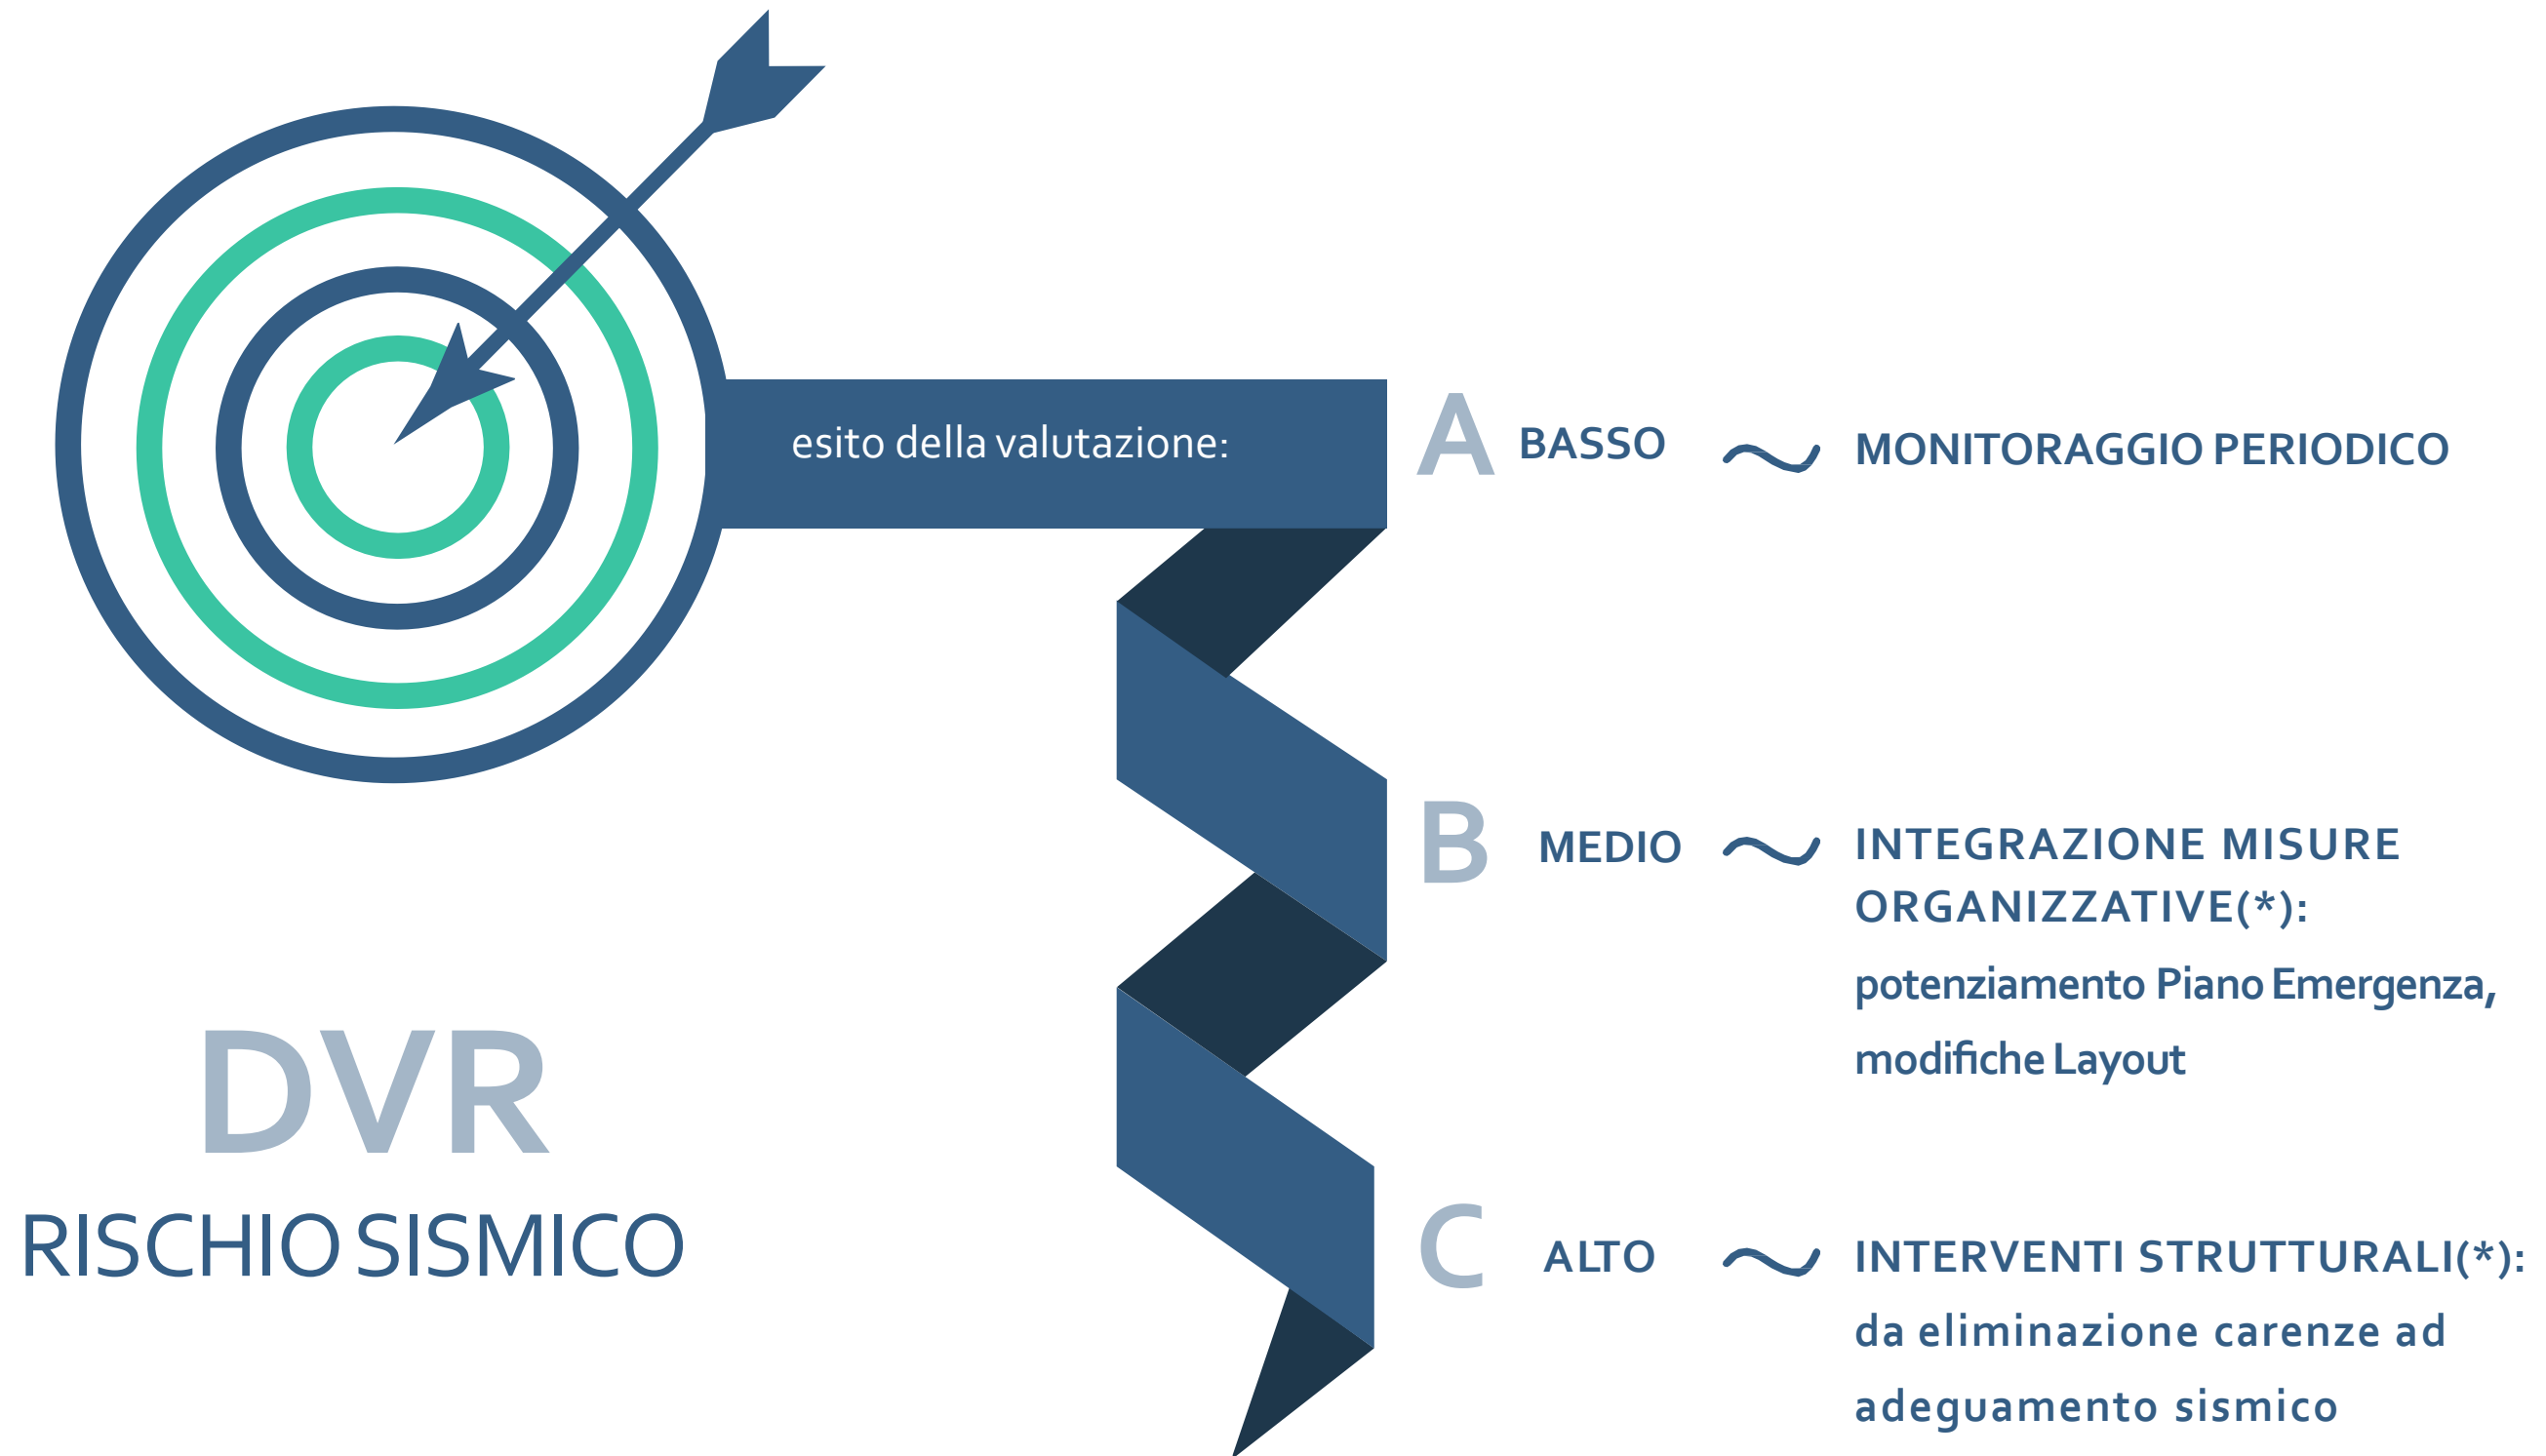 esito della valutazione:
A BASSO ~ MONITORAGGIO PERIODICO
B MEDIO ~ INTEGRAZIONE MISURE
ORGANIZZATIVE(*):
potenziamento Piano Emergenza,
modifiche Layout
C ALTO ~ INTERVENTI STRUTTURALI(*):
da eliminazione carenze ad
adeguamento sismico
DVR
RISCHIO SISMICO